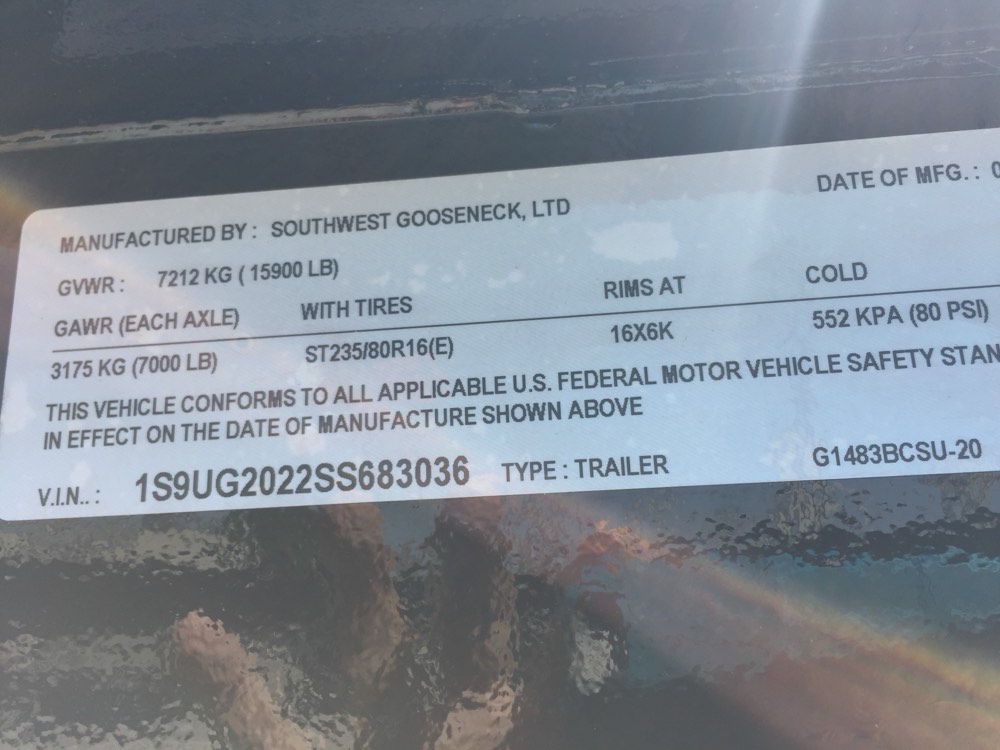 MANUFACTURED BY : SOUTHWEST GOOSENECK, LTD DATE OF MFG. : 0
GVWR : 7212 KG ( 15900 LB)
GAWR (EACH AXLE) WITH TIRES RIMS AT COLD
3175 KG (7000 LB) ST235/80R16(E) 16X6K 552 KPA (80 PSI)
THIS VEHICLE CONFORMS TO ALL APPLICABLE U.S. FEDERAL MOTOR VEHICLE SAFETY STAN
IN EFFECT ON THE DATE OF MANUFACTURE SHOWN ABOVE
V.I.N.. : 1S9UG2022SS683036 TYPE : TRAILER G1483BCSU-20